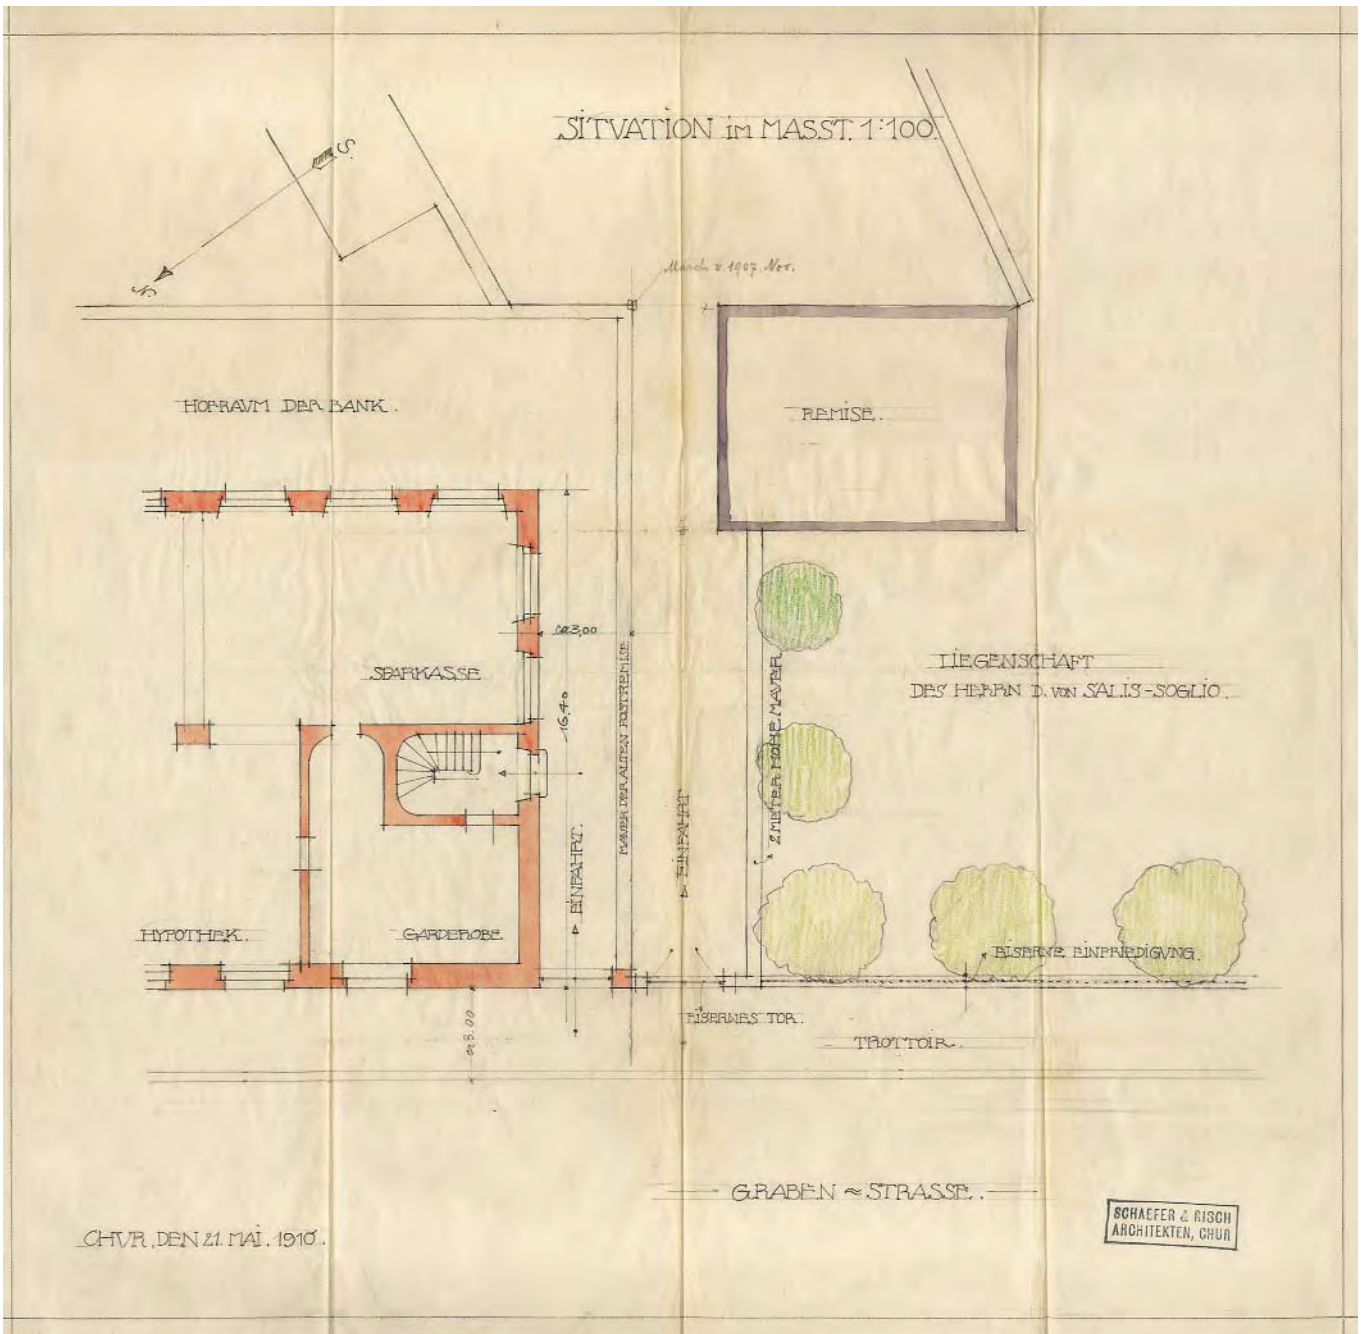 SITVATION im MASST. 1:100.
S.
N.
March v. 1907. Nov.
HOFRAVM DER BANK.
REMISE.
ca 3,00
SPARKASSE
16,40
MAVER DER ALTEN POSTREMISE
2 METER HOHE MAVER
LIEGENSCHAFT
DES HERRN D. VON SALIS-SOGLIO.
EINFAHRT.
EINFAHRT
HYPOTHEK.
GARDEROBE
EISERNE EINFRIEDIGVNG.
EISERNES TOR.
ca 8.00
TROTTOIR.
GRABEN ≈ STRASSE.
CHVR, DEN 21. MAI. 1910.
SCHAEFER & RISCH
ARCHITEKTEN, CHUR